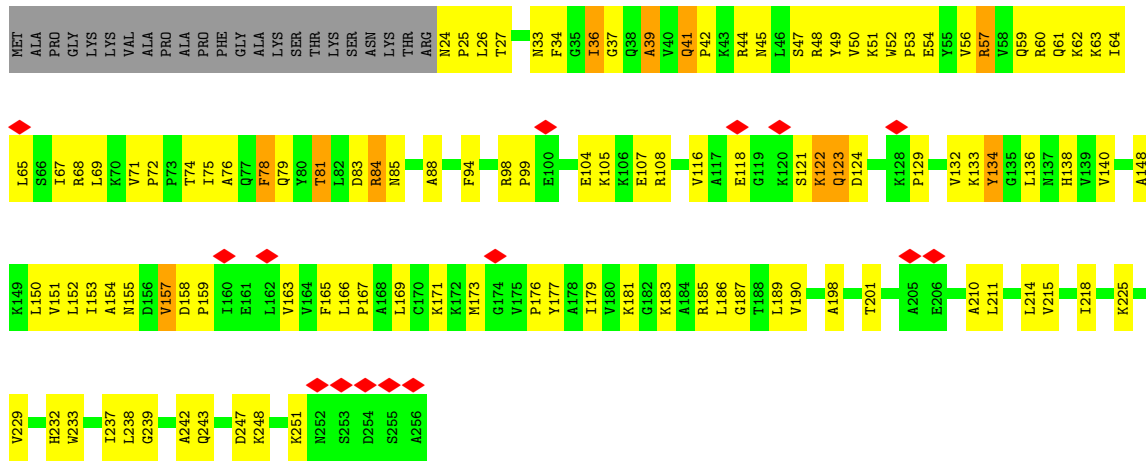 MET ALA PRO GLY LYS LYS VAL ALA PRO ALA PRO PHE GLY ALA LYS SER THR LYS SER ASN LYS THR ARG N24 P25 L26 T27 N33 F34 G35 I36 G37 Q38 A39 V40 Q41 P42 K43 R44 N45 L46 S47 R48 Y49 V50 K51 W52 P53 E54 Y55 V56 R57 V58 Q59 R60 Q61 K62 K63 I64
L65 S66 I67 R68 L69 K70 V71 P72 P73 T74 I75 A76 Q77 F78 Q79 Y80 T81 L82 D83 R84 N85 A88 F94 R98 P99 E100 E104 K105 K106 E107 R108 V116 A117 E118 G119 K120 S121 K122 Q123 D124 K128 P129 V132 K133 Y134 G135 L136 N137 H138 V139 V140 A148
K149 L150 V151 L152 I153 A154 N155 D156 V157 D158 P159 I160 E161 L162 V163 V164 F165 L166 P167 A168 L169 C170 K171 K172 M173 G174 V175 P176 Y177 A178 I179 V180 K181 G182 K183 A184 R185 L186 G187 T188 L189 V190 A198 T201 A205 E206 A210 L211 L214 V215 I218 K225
V229 H232 W233 I237 L238 G239 A242 Q243 D247 K248 K251 N252 S253 D254 S255 A256